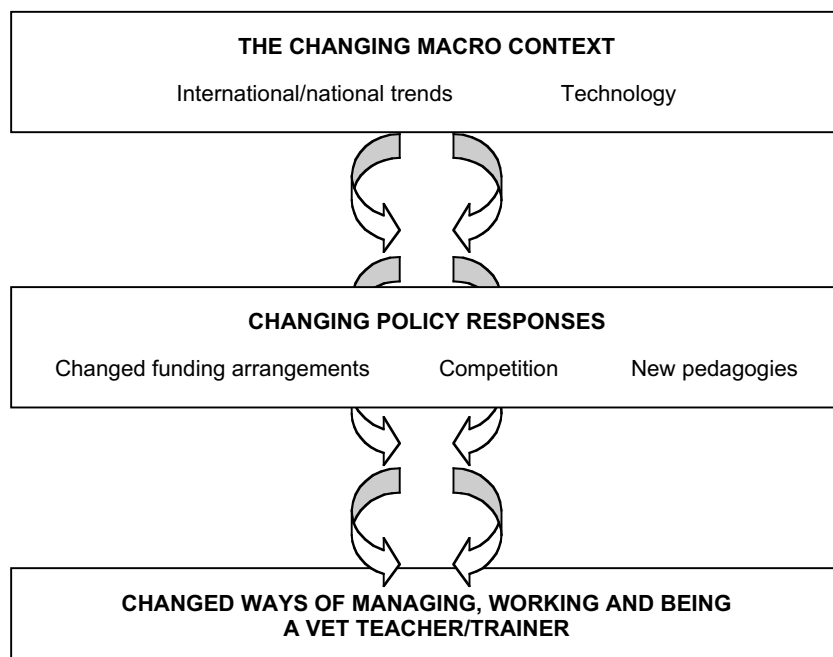 THE CHANGING MACRO CONTEXT
International/national trends Technology
CHANGING POLICY RESPONSES
Changed funding arrangements Competition New pedagogies
CHANGED WAYS OF MANAGING, WORKING AND BEING
A VET TEACHER/TRAINER